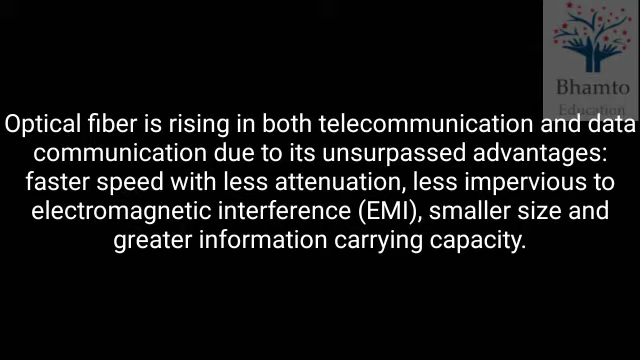 Bhamto
Education
Optical fiber is rising in both telecommunication and data
communication due to its unsurpassed advantages:
faster speed with less attenuation, less impervious to
electromagnetic interference (EMI), smaller size and
greater information carrying capacity.